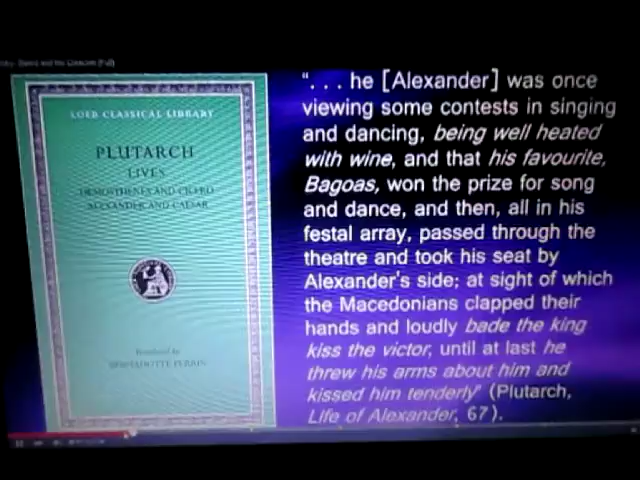 LOEB CLASSICAL LIBRARY
PLUTARCH
LIVES
DEMOSTHENES AND CICERO
ALEXANDER AND CAESAR
Translated by
BERNADOTTE PERRIN
“. . . he [Alexander] was once
viewing some contests in singing
and dancing, being well heated
with wine, and that his favourite,
Bagoas, won the prize for song
and dance, and then, all in his
festal array, passed through the
theatre and took his seat by
Alexander's side; at sight of which
the Macedonians clapped their
hands and loudly bade the king
kiss the victor, until at last he
threw his arms about him and
kissed him tenderly” (Plutarch,
Life of Alexander, 67).